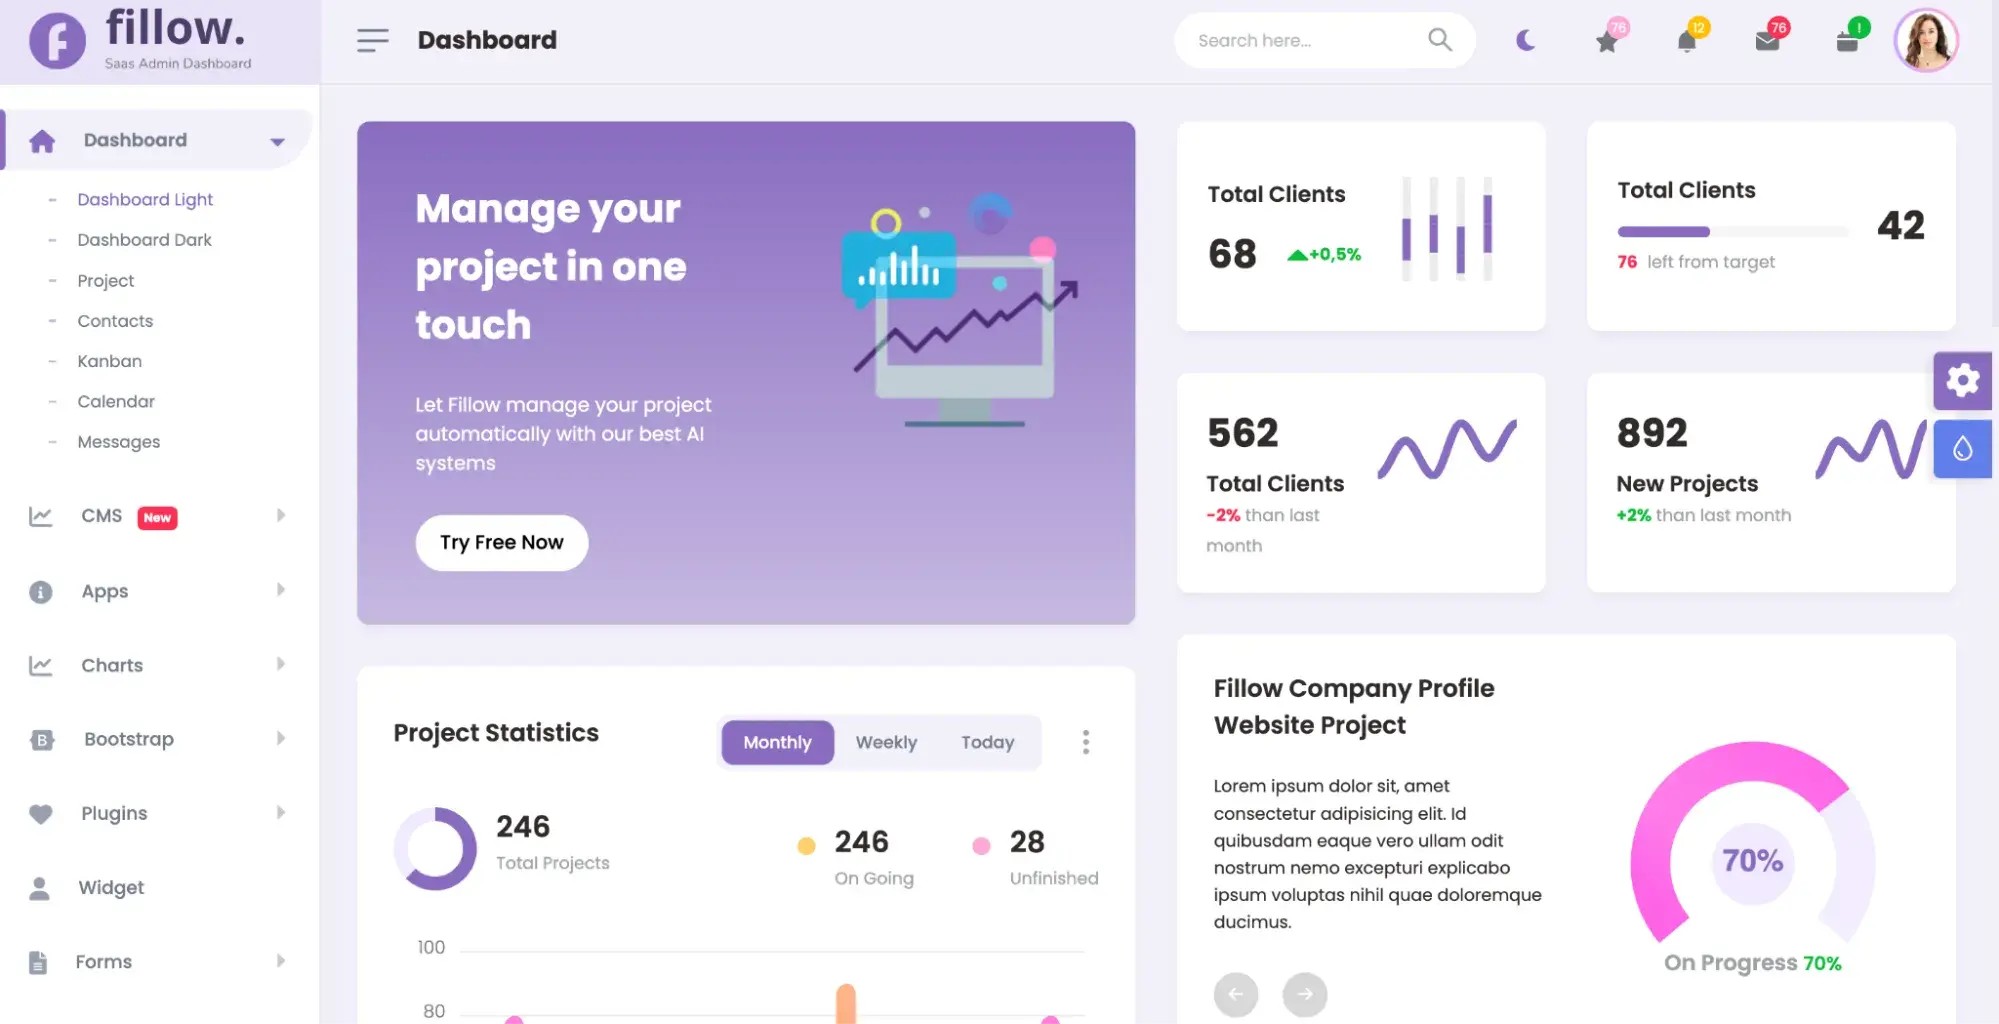 fillow.
Saas Admin Dashboard
Dashboard
Search here...
76
12
76
!
Dashboard
Dashboard Light
Dashboard Dark
Project
Contacts
Kanban
Calendar
Messages
CMS New
Apps
Charts
Bootstrap
Plugins
Widget
Forms
Manage your
project in one
touch
Let Fillow manage your project
automatically with our best AI
systems
Try Free Now
Total Clients
68 +0,5%
Total Clients
42
76 left from target
562
Total Clients
-2% than last
month
892
New Projects
+2% than last month
Project Statistics
Monthly Weekly Today
246
Total Projects
246
On Going
28
Unfinished
100
80
Fillow Company Profile
Website Project
Lorem ipsum dolor sit, amet
consectetur adipisicing elit. Id
quibusdam eaque vero ullam odit
nostrum nemo excepturi explicabo
ipsum voluptas nihil quae doloremque
ducimus.
70%
On Progress 70%